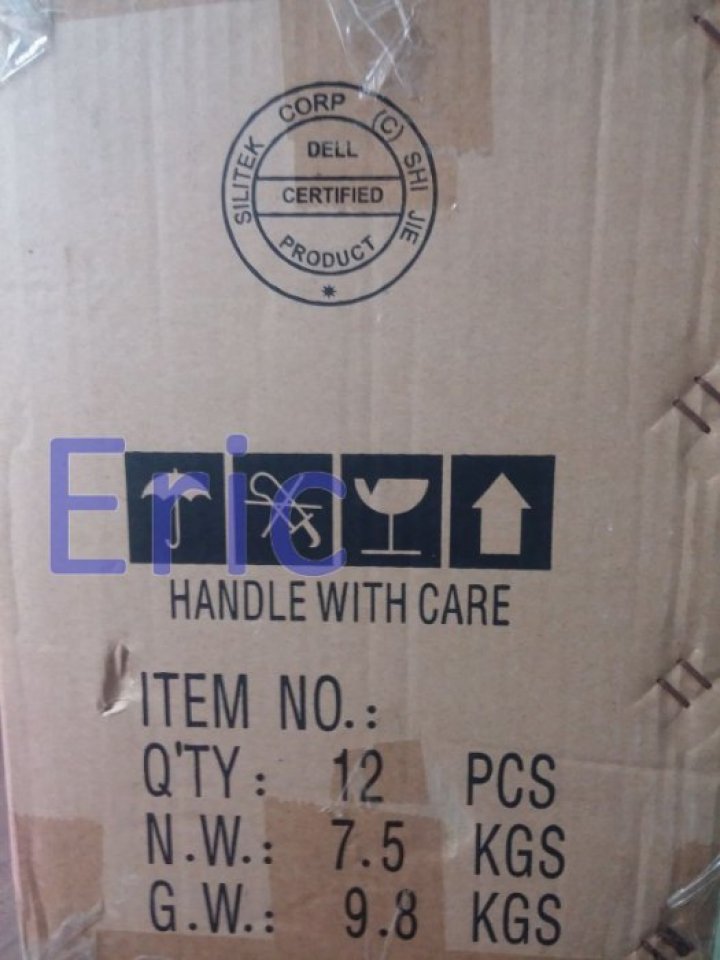 SILITEK CORP (C) SHI JIE
DELL
CERTIFIED
PRODUCT
Eric
HANDLE WITH CARE
ITEM NO.:
Q'TY: 12 PCS
N.W.: 7.5 KGS
G.W.: 9.8 KGS